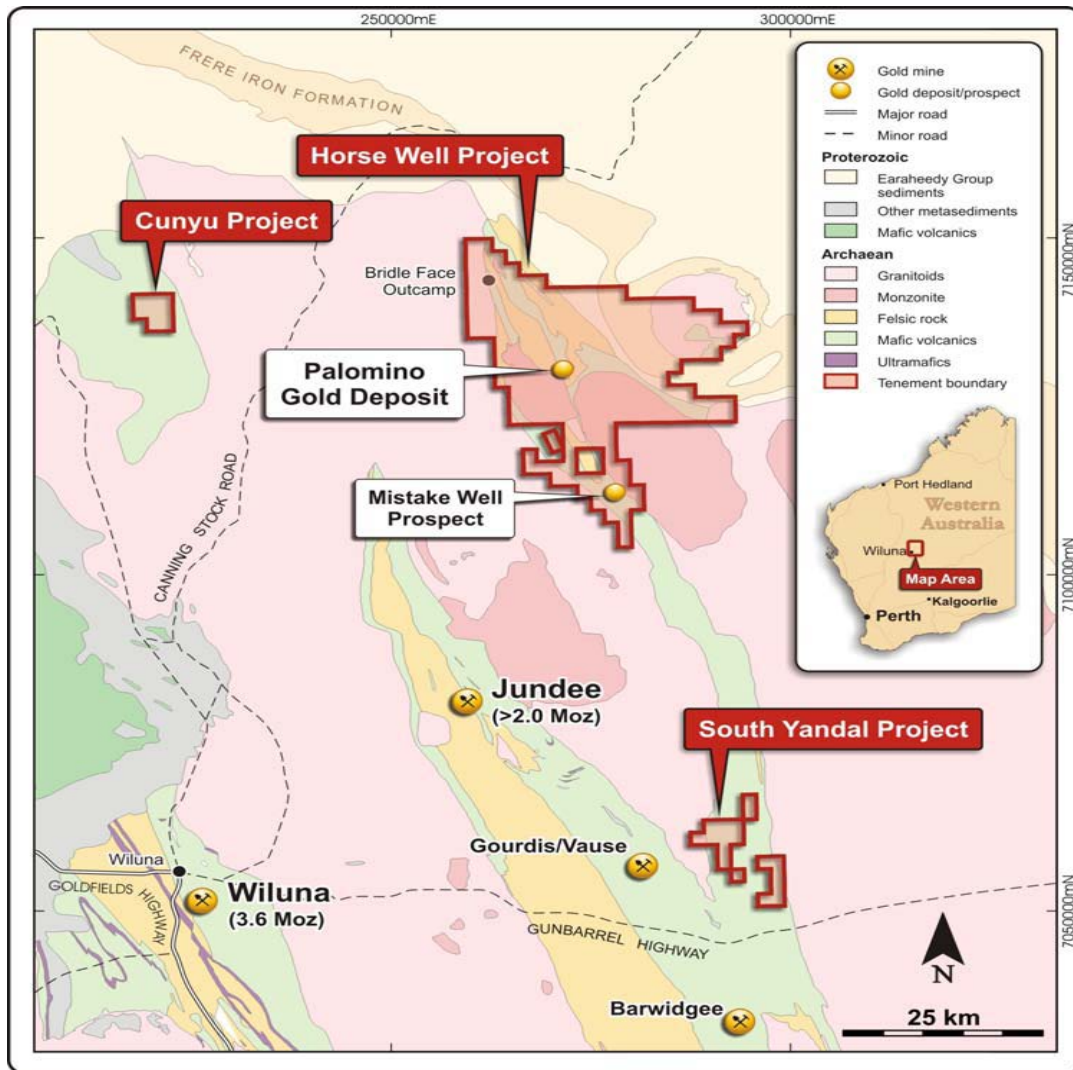 250000mE
300000mE
FRERE IRON FORMATION
Horse Well Project
Cunyu Project
Bridle Face
Outcamp
Palomino
Gold Deposit
Mistake Well
Prospect
CANNING STOCK ROAD
Jundee
(>2.0 Moz)
South Yandal Project
Gourdis/Vause
Wiluna
Wiluna
(3.6 Moz)
GOLDFIELDS HIGHWAY
GUNBARREL HIGHWAY
Barwidgee
7150000mN
7100000mN
7050000mN
Gold mine
Gold deposit/prospect
Major road
Minor road
Proterozoic
Earaheedy Group
sediments
Other metasediments
Mafic volcanics
Archaean
Granitoids
Monzonite
Felsic rock
Mafic volcanics
Ultramafics
Tenement boundary
Port Hedland
Western
Australia
Wiluna
Map Area
Kalgoorlie
Perth
N
25 km